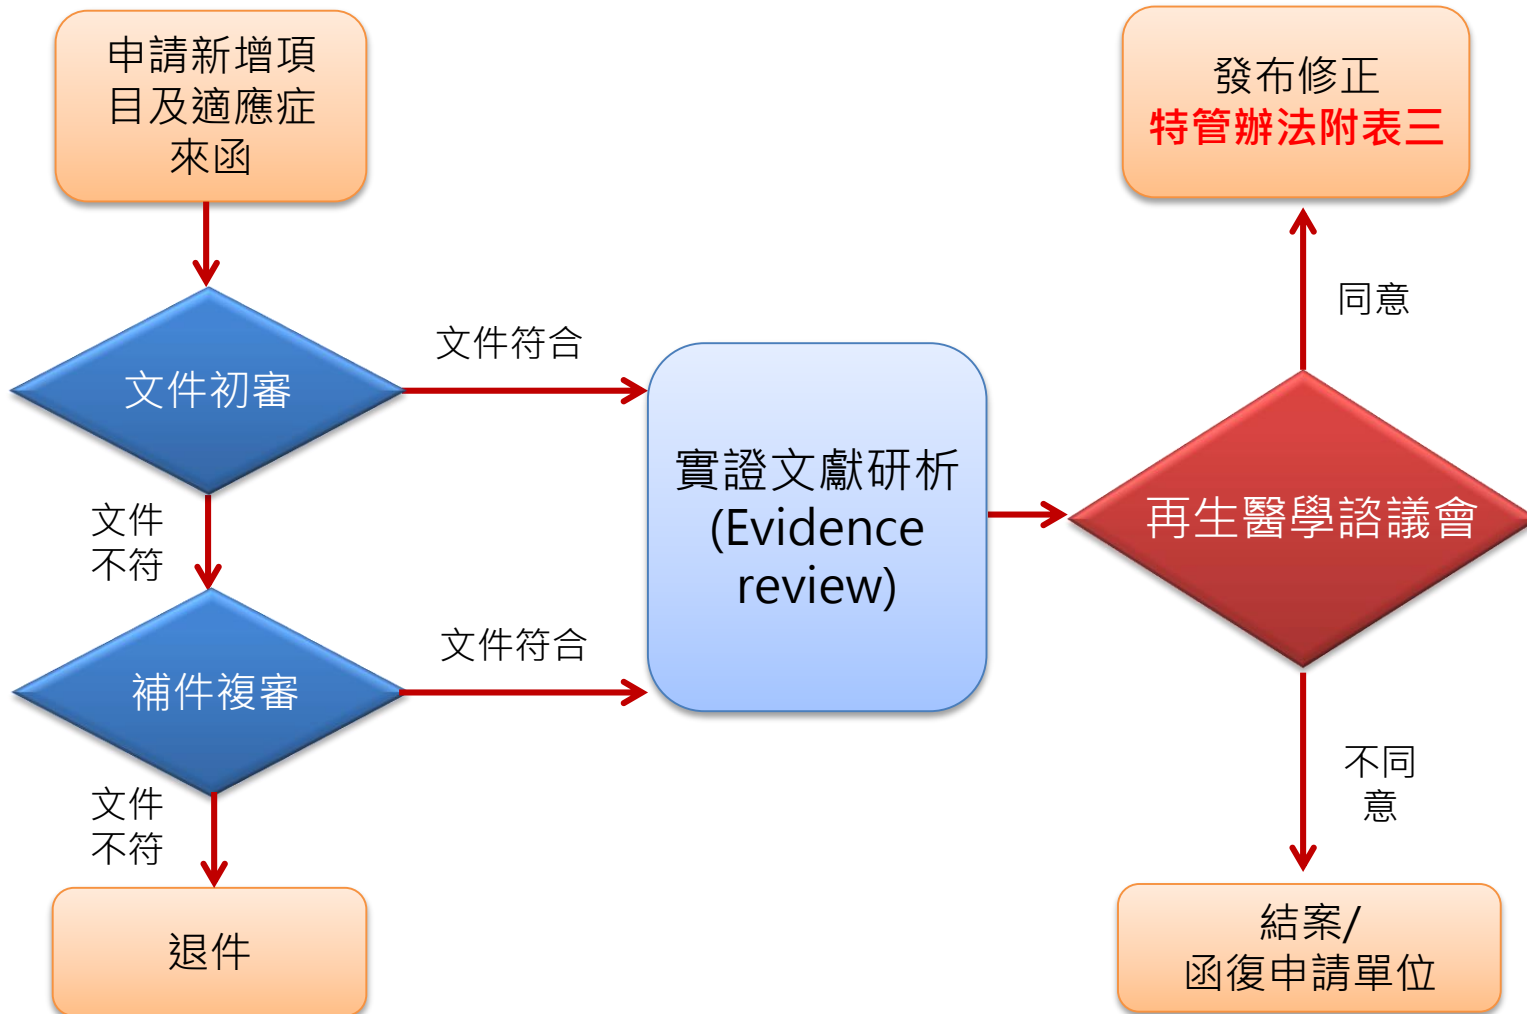 申請新增項
目及適應症
來函
文件初審
文件符合
文件
不符
補件複審
文件符合
文件
不符
退件
實證文獻研析
(Evidence
review)
再生醫學諮議會
同意
發布修正
特管辦法附表三
不同
意
結案/
函復申請單位